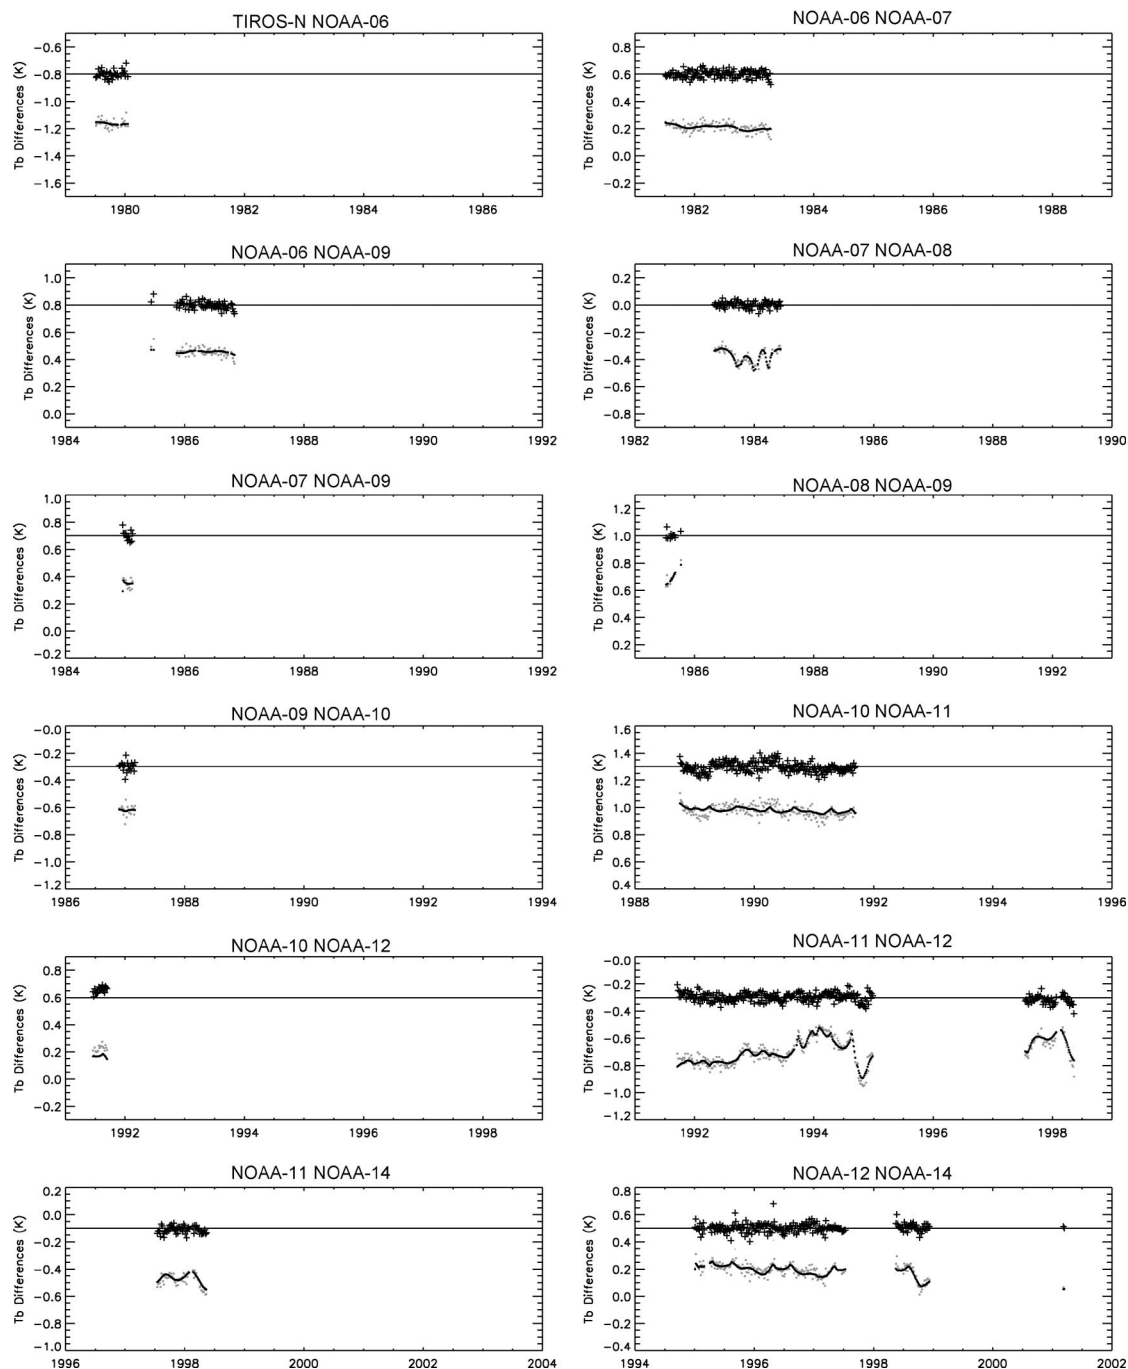 TIROS-N NOAA-06
Tb Differences (K)
−0.6
−0.8
−1.0
−1.2
−1.4
−1.6
1980 1982 1984 1986
NOAA-06 NOAA-07
Tb Differences (K)
0.8
0.6
0.4
0.2
0.0
−0.2
1982 1984 1986 1988
NOAA-06 NOAA-09
Tb Differences (K)
1.0
0.8
0.6
0.4
0.2
0.0
1984 1986 1988 1990 1992
NOAA-07 NOAA-08
Tb Differences (K)
0.2
0.0
−0.2
−0.4
−0.6
−0.8
1982 1984 1986 1988 1990
NOAA-07 NOAA-09
Tb Differences (K)
1.0
0.8
0.6
0.4
0.2
0.0
−0.2
1984 1986 1988 1990 1992
NOAA-08 NOAA-09
Tb Differences (K)
1.2
1.0
0.8
0.6
0.4
0.2
1986 1988 1990 1992
NOAA-09 NOAA-10
Tb Differences (K)
−0.0
−0.2
−0.4
−0.6
−0.8
−1.0
−1.2
1986 1988 1990 1992 1994
NOAA-10 NOAA-11
Tb Differences (K)
1.6
1.4
1.2
1.0
0.8
0.6
0.4
1988 1990 1992 1994 1996
NOAA-10 NOAA-12
Tb Differences (K)
0.8
0.6
0.4
0.2
0.0
−0.2
1992 1994 1996 1998
NOAA-11 NOAA-12
Tb Differences (K)
−0.0
−0.2
−0.4
−0.6
−0.8
−1.0
−1.2
1992 1994 1996 1998
NOAA-11 NOAA-14
Tb Differences (K)
0.2
0.0
−0.2
−0.4
−0.6
−0.8
−1.0
1996 1998 2000 2002 2004
NOAA-12 NOAA-14
Tb Differences (K)
0.8
0.6
0.4
0.2
0.0
−0.2
−0.4
1994 1996 1998 2000 2002